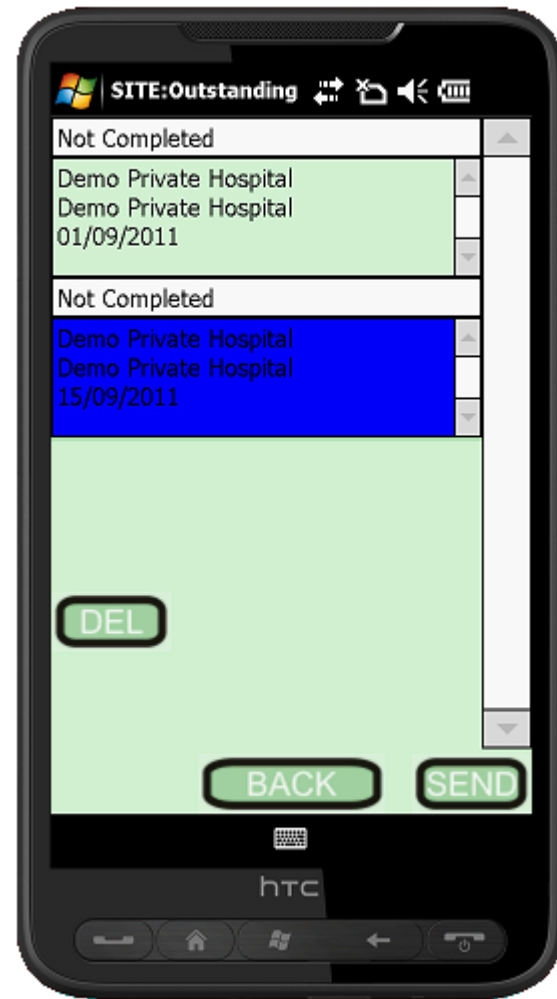 SITE:Outstanding
Not Completed
Demo Private Hospital
Demo Private Hospital
01/09/2011
Not Completed
Demo Private Hospital
Demo Private Hospital
15/09/2011
DEL
BACK
SEND
hTC